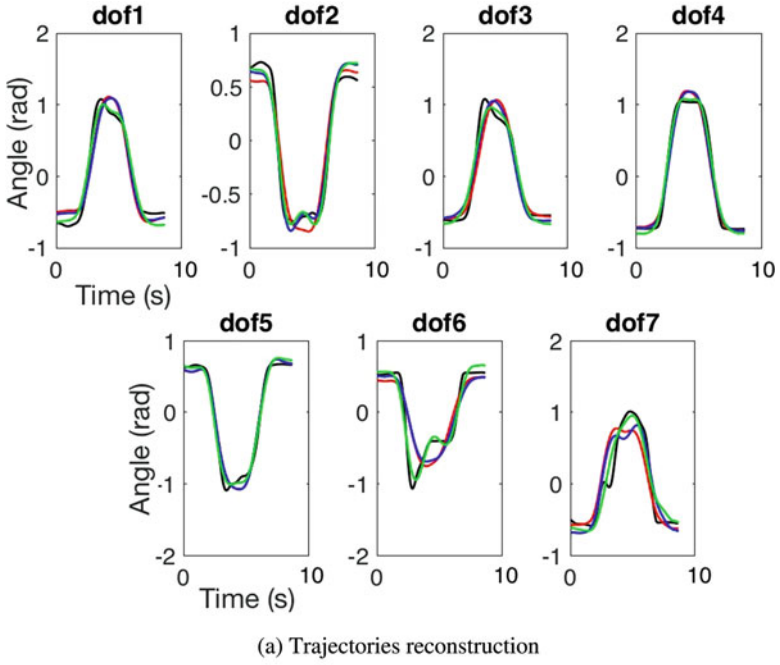 dof1 dof2 dof3 dof4
2 1 2 2
0.5
1 1 1
Angle (rad)
0 0 0 0
-0.5
-1 1 -1 -1
0 10 0 10 0 10 0 10
Time (s)
dof5 dof6 dof7
1 1 2
Angle (rad)
0 0 1
-1 -1 0
-2 -2 -1
0 10 0 10 0 10
Time (s)
(a) Trajectories reconstruction